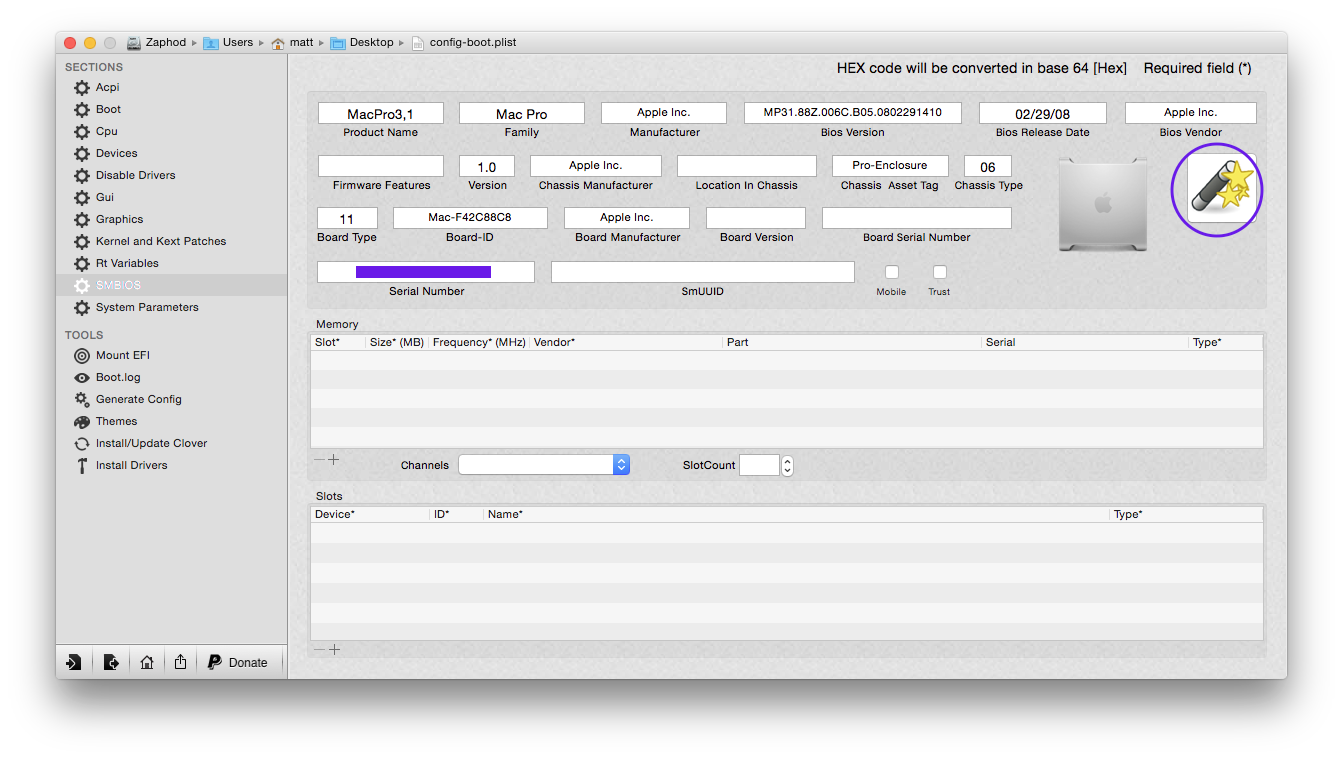 Zaphod ▸ Users ▸ matt ▸ Desktop ▸ config-boot.plist
SECTIONS
Acpi
Boot
Cpu
Devices
Disable Drivers
Gui
Graphics
Kernel and Kext Patches
Rt Variables
SMBIOS
System Parameters
TOOLS
Mount EFI
Boot.log
Generate Config
Themes
Install/Update Clover
Install Drivers
Donate
HEX code will be converted in base 64 [Hex] Required field (*)
MacPro3,1 Mac Pro Apple Inc. MP31.88Z.006C.B05.0802291410 02/29/08 Apple Inc.
Product Name Family Manufacturer Bios Version Bios Release Date Bios Vendor
1.0 Apple Inc. Pro-Enclosure 06
Firmware Features Version Chassis Manufacturer Location In Chassis Chassis Asset Tag Chassis Type
11 Mac-F42C88C8 Apple Inc.
Board Type Board-ID Board Manufacturer Board Version Board Serial Number
Serial Number SmUUID Mobile Trust
Memory
Slot* Size* (MB) Frequency* (MHz) Vendor* Part Serial Type*
Channels SlotCount
Slots
Device* ID* Name* Type*